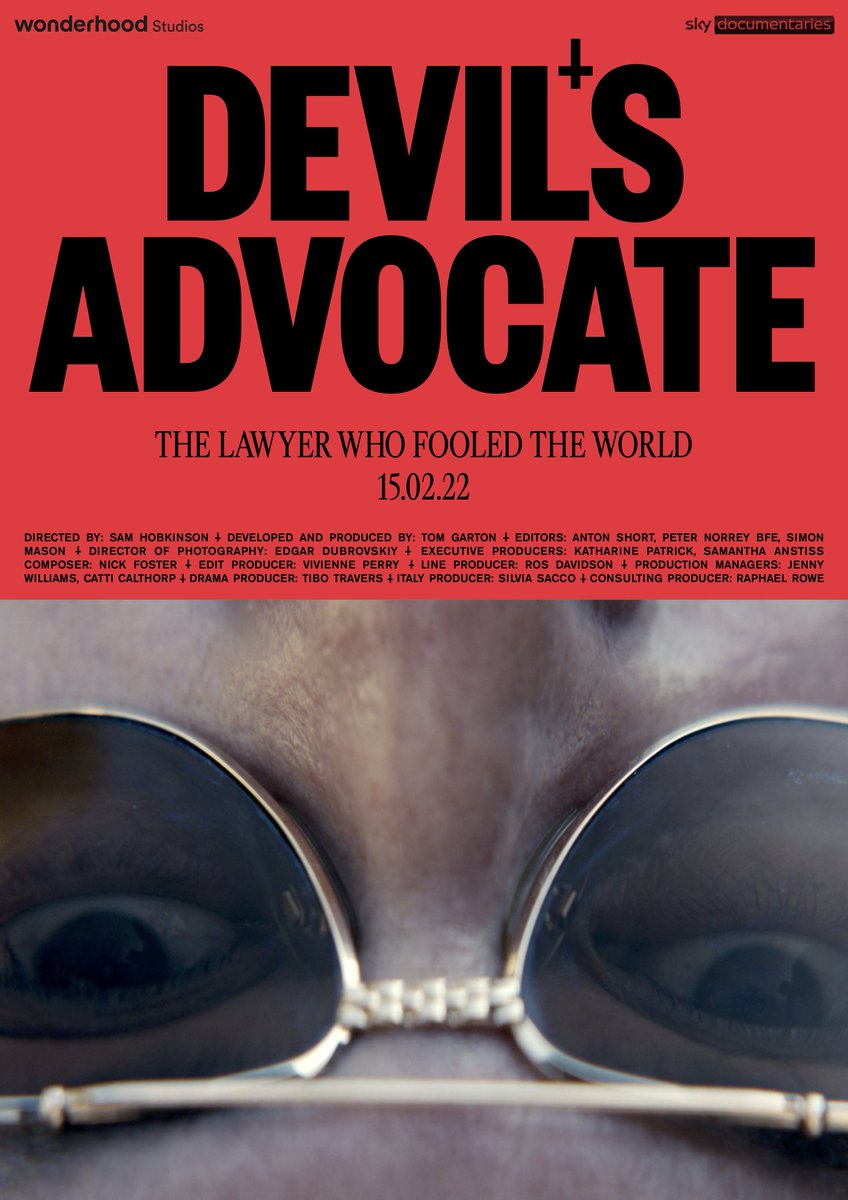 wonderhood Studios
sky documentaries
DEVIL'S
ADVOCATE
THE LAWYER WHO FOOLED THE WORLD
15.02.22
DIRECTED BY: SAM HOBKINSON ⸸ DEVELOPED AND PRODUCED BY: TOM GARTON ⸸ EDITORS: ANTON SHORT, PETER NORREY BFE, SIMON
MASON ⸸ DIRECTOR OF PHOTOGRAPHY: EDGAR DUBROVSKIY ⸸ EXECUTIVE PRODUCERS: KATHARINE PATRICK, SAMANTHA ANSTISS
COMPOSER: NICK FOSTER ⸸ EDIT PRODUCER: VIVIENNE PERRY ⸸ LINE PRODUCER: ROS DAVIDSON ⸸ PRODUCTION MANAGERS: JENNY
WILLIAMS, CATTI CALTHORP ⸸ DRAMA PRODUCER: TIBO TRAVERS ⸸ ITALY PRODUCER: SILVIA SACCO ⸸ CONSULTING PRODUCER: RAPHAEL ROWE